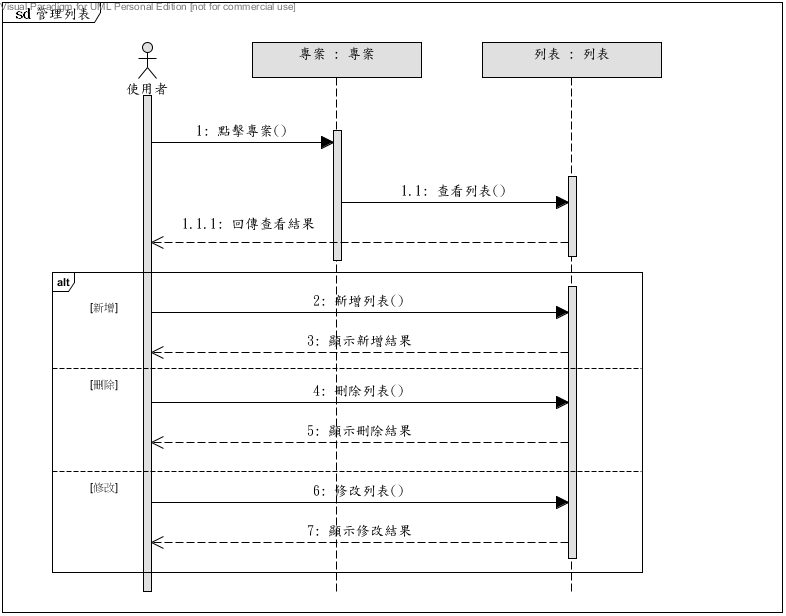 Visual Paradigm for UML Personal Edition [not for commercial use]
sd 管理列表
專案 : 專案
列表 : 列表
使用者
1: 點擊專案()
1.1: 查看列表()
1.1.1: 回傳查看結果
alt
[新增]
2: 新增列表()
3: 顯示新增結果
[刪除]
4: 刪除列表()
5: 顯示刪除結果
[修改]
6: 修改列表()
7: 顯示修改結果